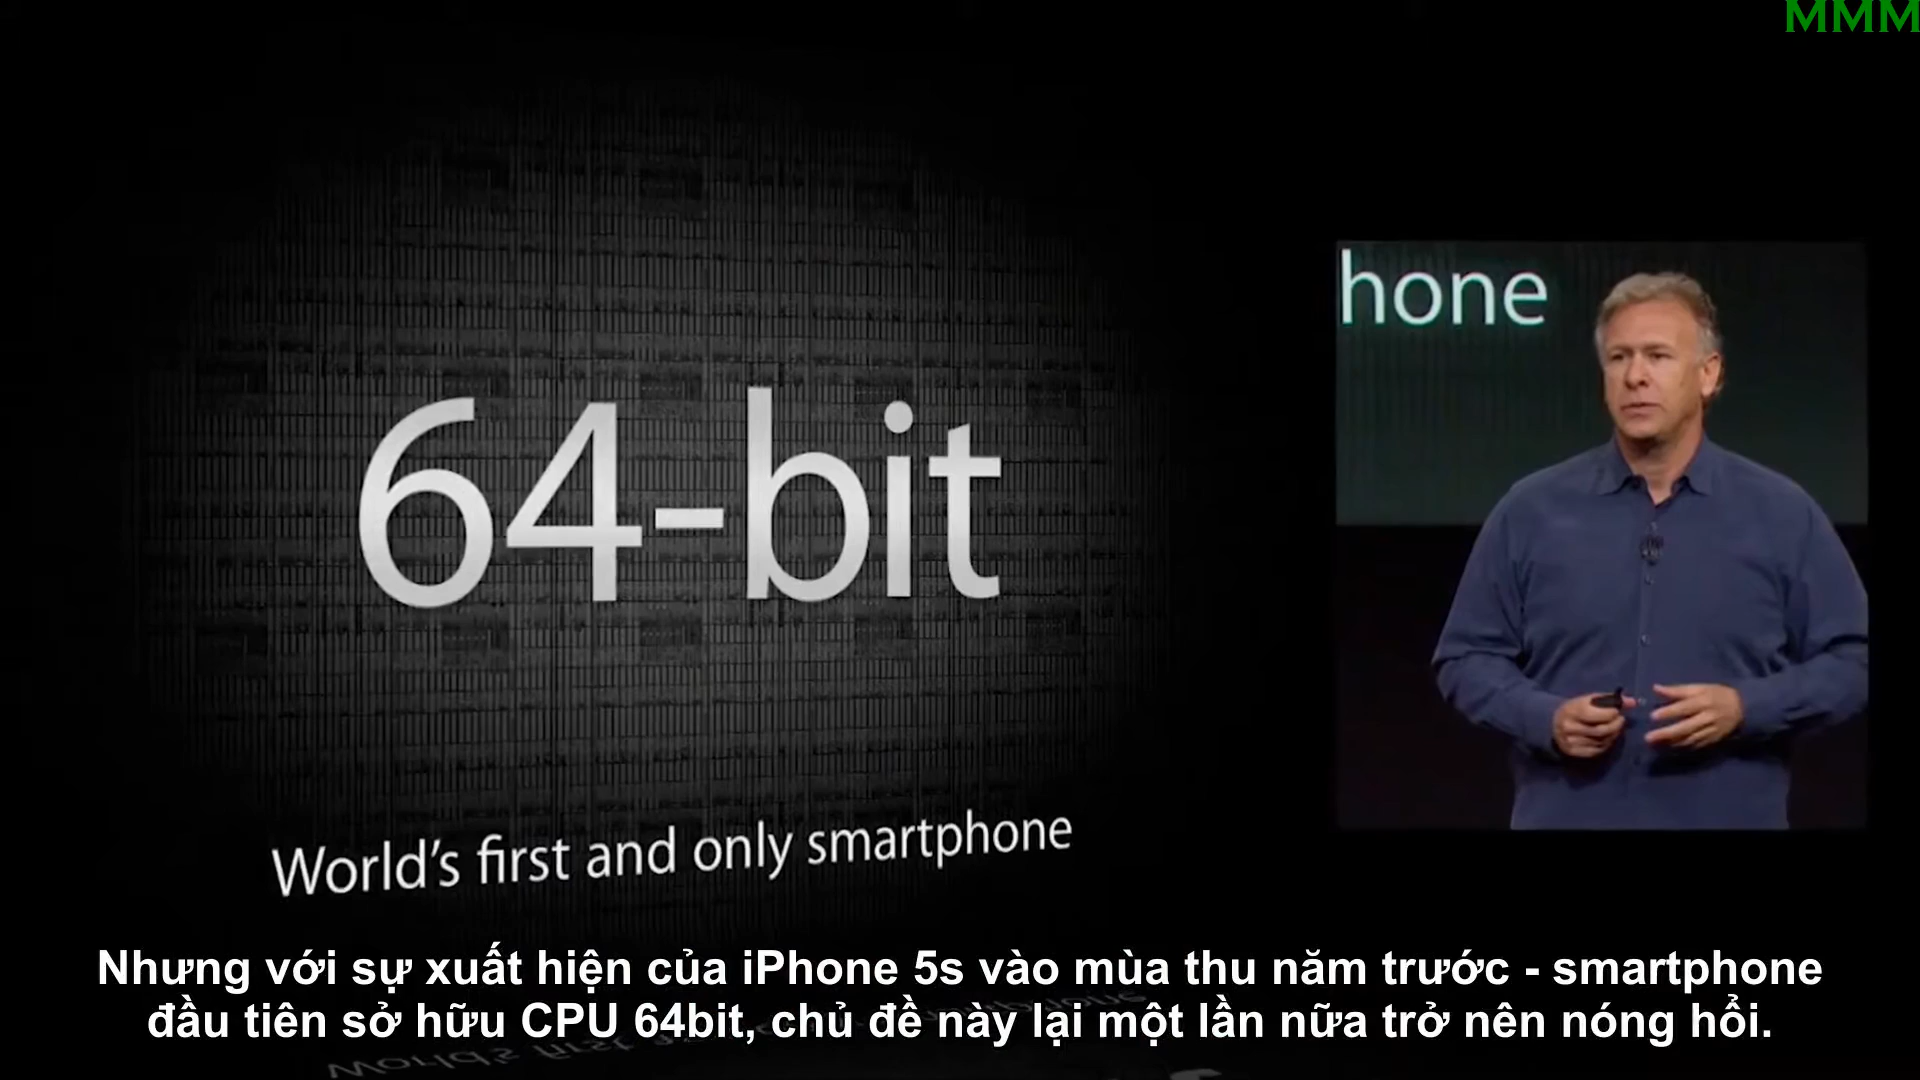 MMM
hone
64-bit
World's first and only smartphone
Nhưng với sự xuất hiện của iPhone 5s vào mùa thu năm trước - smartphone
đầu tiên sở hữu CPU 64bit, chủ đề này lại một lần nữa trở nên nóng hổi.